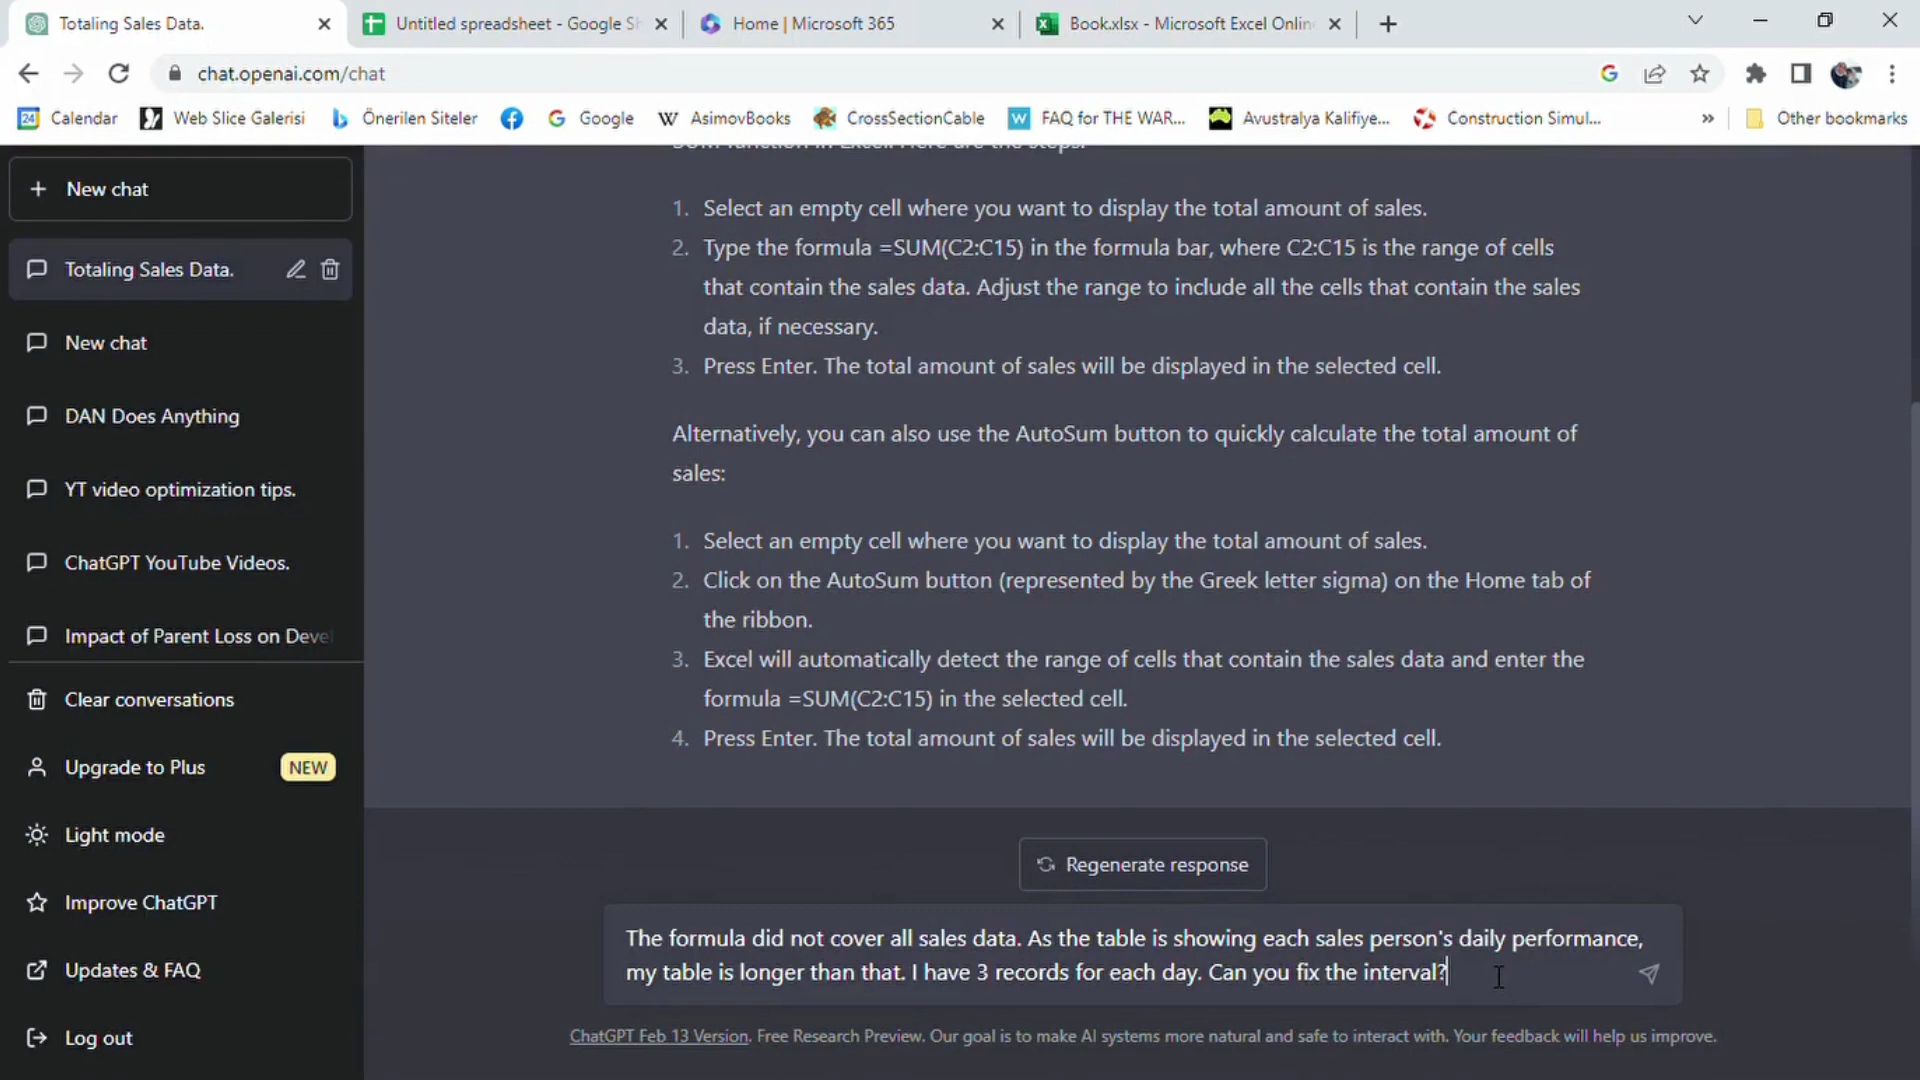 Totaling Sales Data.
Untitled spreadsheet - Google Sh
Home | Microsoft 365
Book.xlsx - Microsoft Excel Onlin
chat.openai.com/chat
Calendar
Web Slice Galerisi
Önerilen Siteler
Google
AsimovBooks
CrossSectionCable
FAQ for THE WAR...
Avustralya Kalifiye...
Construction Simul...
Other bookmarks
New chat
Totaling Sales Data.
New chat
DAN Does Anything
YT video optimization tips.
ChatGPT YouTube Videos.
Impact of Parent Loss on Deve
Clear conversations
Upgrade to Plus NEW
Light mode
Improve ChatGPT
Updates & FAQ
Log out
SUM function in Excel. Here are the steps:
1. Select an empty cell where you want to display the total amount of sales.
2. Type the formula =SUM(C2:C15) in the formula bar, where C2:C15 is the range of cells
that contain the sales data. Adjust the range to include all the cells that contain the sales
data, if necessary.
3. Press Enter. The total amount of sales will be displayed in the selected cell.
Alternatively, you can also use the AutoSum button to quickly calculate the total amount of
sales:
1. Select an empty cell where you want to display the total amount of sales.
2. Click on the AutoSum button (represented by the Greek letter sigma) on the Home tab of
the ribbon.
3. Excel will automatically detect the range of cells that contain the sales data and enter the
formula =SUM(C2:C15) in the selected cell.
4. Press Enter. The total amount of sales will be displayed in the selected cell.
Regenerate response
The formula did not cover all sales data. As the table is showing each sales person's daily performance,
my table is longer than that. I have 3 records for each day. Can you fix the interval?
ChatGPT Feb 13 Version. Free Research Preview. Our goal is to make AI systems more natural and safe to interact with. Your feedback will help us improve.